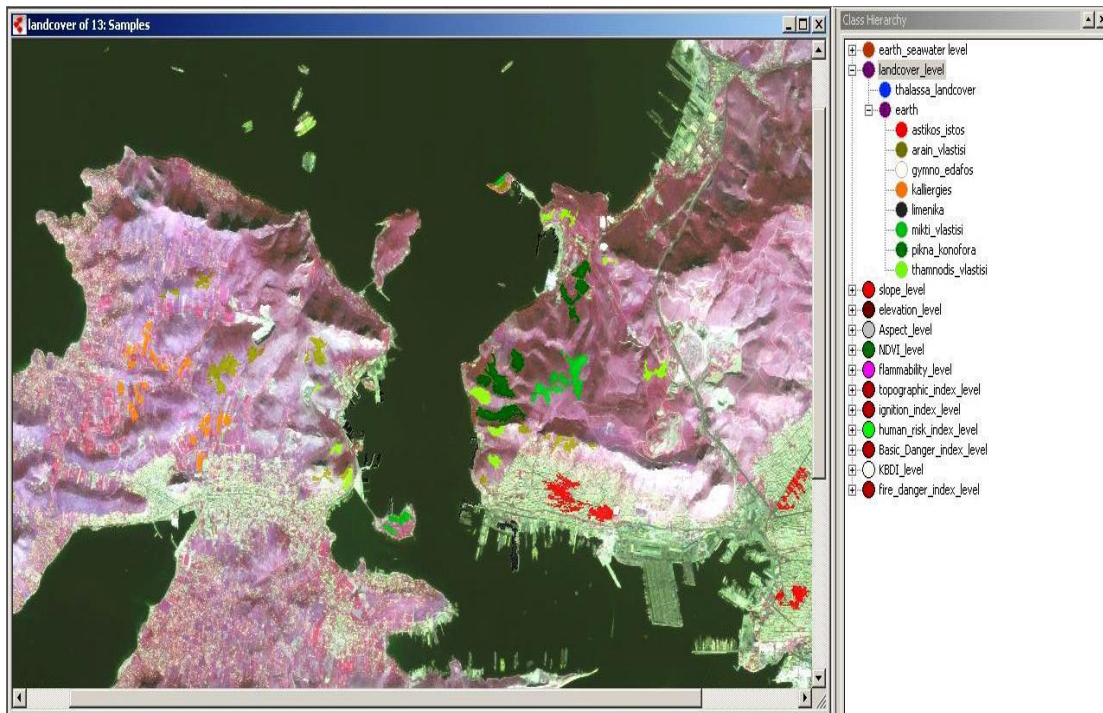 landcover of 13: Samples
Class Hierarchy
earth_seawater level
landcover_level
thalassa_landcover
earth
astikos_istos
arain_vlastisi
gymno_edafos
kalliergies
limenika
mikti_vlastisi
pikna_konofora
thamnodis_vlastisi
slope_level
elevation_level
Aspect_level
NDVI_level
flammability_level
topographic_index_level
ignition_index_level
human_risk_index_level
Basic_Danger_index_level
KBDI_level
fire_danger_index_level